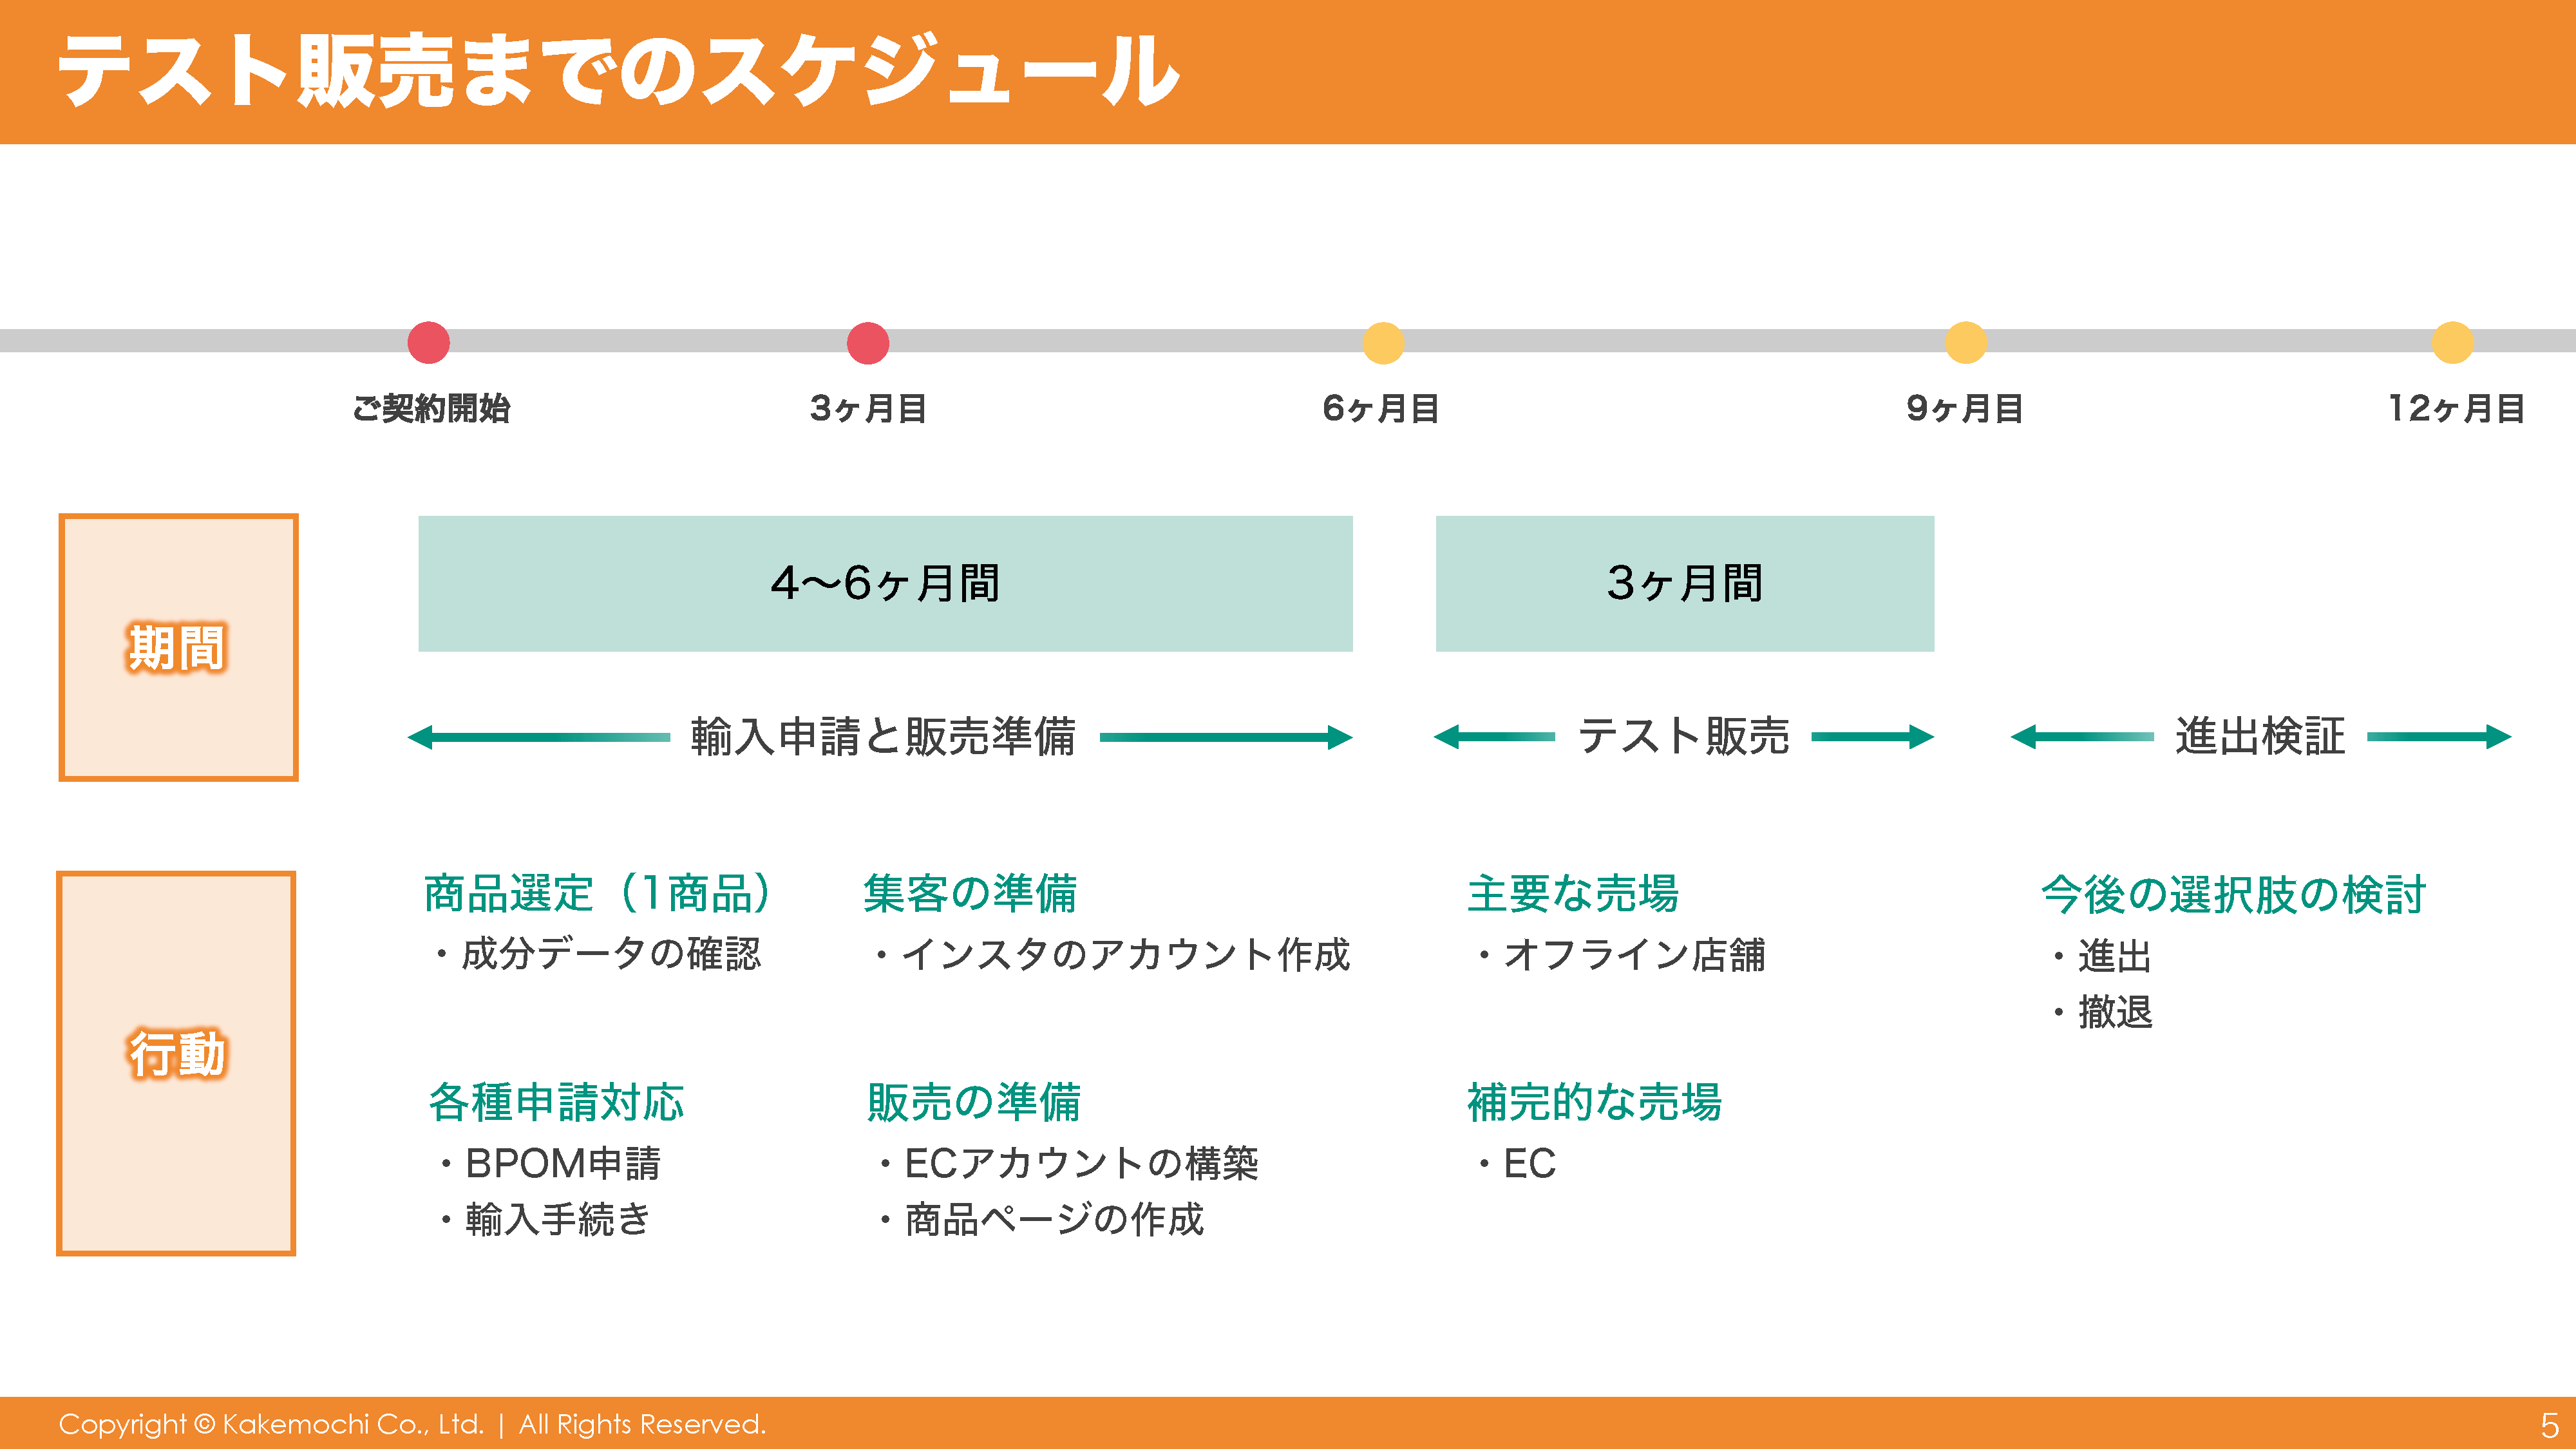 テスト販売までのスケジュール
ご契約開始
3ヶ月目
6ヶ月目
9ヶ月目
12ヶ月目
期間
4〜6ヶ月間
3ヶ月間
輸入申請と販売準備
テスト販売
進出検証
行動
商品選定（1商品）
・成分データの確認
各種申請対応
・BPOM申請
・輸入手続き
集客の準備
・インスタのアカウント作成
販売の準備
・ECアカウントの構築
・商品ページの作成
主要な売場
・オフライン店舗
補完的な売場
・EC
今後の選択肢の検討
・進出
・撤退
Copyright © Kakemochi Co., Ltd. | All Rights Reserved.
5